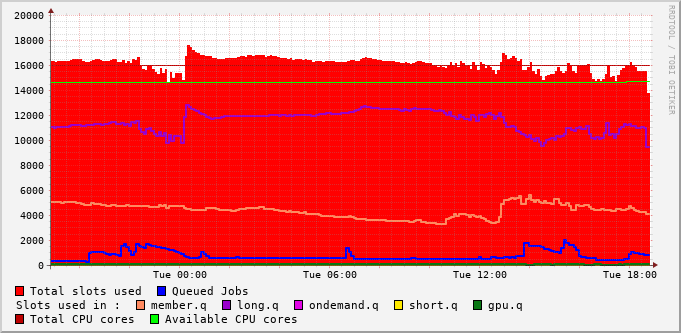 20000
18000
16000
14000
12000
10000
8000
6000
4000
2000
0
Tue 00:00 Tue 06:00 Tue 12:00 Tue 18:00
RRDTOOL / TOBI OETIKER
Total slots used Queued Jobs
Slots used in : member.q long.q ondemand.q short.q gpu.q
Total CPU cores Available CPU cores